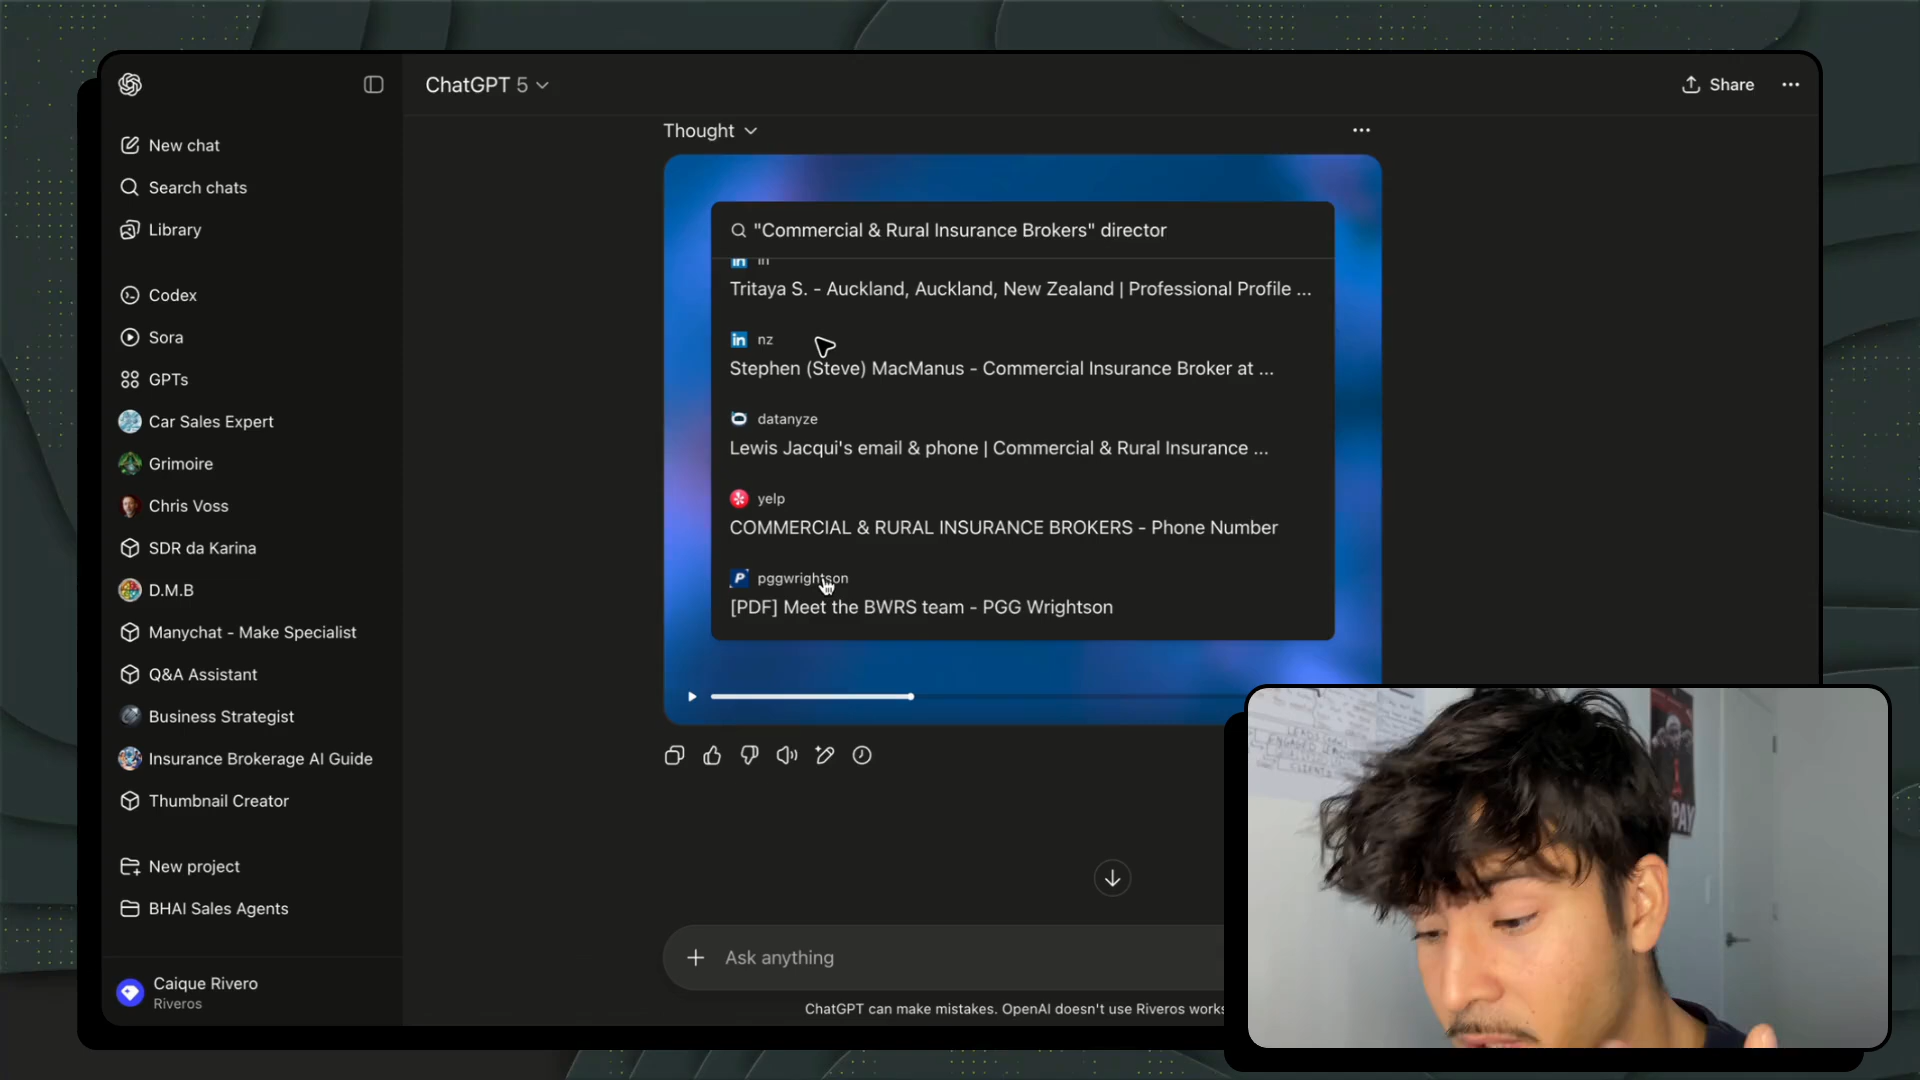 ChatGPT 5
Share
New chat
Search chats
Library
Codex
Sora
GPTs
Car Sales Expert
Grimoire
Chris Voss
SDR da Karina
D.M.B
Manychat - Make Specialist
Q&A Assistant
Business Strategist
Insurance Brokerage AI Guide
Thumbnail Creator
New project
BHAI Sales Agents
Caique Rivero
Riveros
Thought
"Commercial & Rural Insurance Brokers" director
in
Tritaya S. - Auckland, Auckland, New Zealand | Professional Profile ...
nz
Stephen (Steve) MacManus - Commercial Insurance Broker at ...
datanyze
Lewis Jacqui's email & phone | Commercial & Rural Insurance ...
yelp
COMMERCIAL & RURAL INSURANCE BROKERS - Phone Number
pggwrightson
[PDF] Meet the BWRS team - PGG Wrightson
Ask anything
ChatGPT can make mistakes. OpenAI doesn't use Riveros works
LEADS
ENGAGED
CLIENTS
PAY